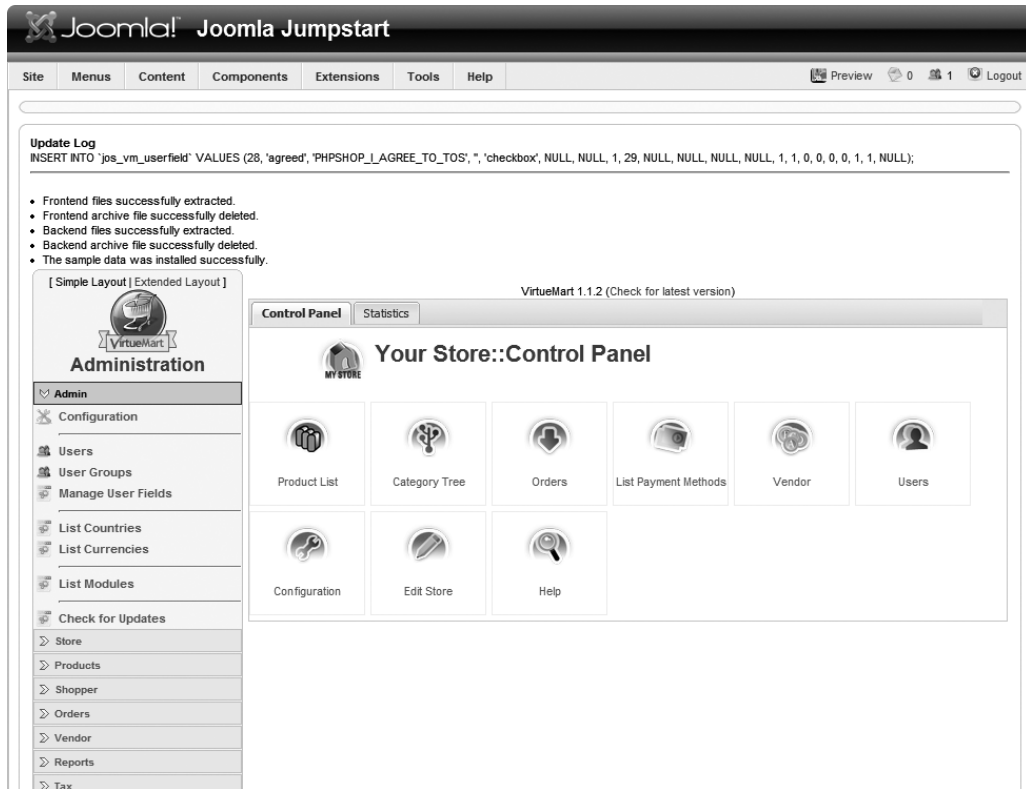 Joomla! Joomla Jumpstart
Site Menus Content Components Extensions Tools Help Preview 0 1 Logout
Update Log
INSERT INTO `jos_vm_userfield` VALUES (28, 'agreed', 'PHPSHOP_I_AGREE_TO_TOS', '', 'checkbox', NULL, NULL, 1, 29, NULL, NULL, NULL, NULL, 1, 1, 0, 0, 0, 0, 1, 1, NULL);
Frontend files successfully extracted.
Frontend archive file successfully deleted.
Backend files successfully extracted.
Backend archive file successfully deleted.
The sample data was installed successfully.
[ Simple Layout | Extended Layout ]
VirtueMart
Administration
Admin
Configuration
Users
User Groups
Manage User Fields
List Countries
List Currencies
List Modules
Check for Updates
Store
Products
Shopper
Orders
Vendor
Reports
Tax
VirtueMart 1.1.2 (Check for latest version)
Control Panel Statistics
MY STORE
Your Store::Control Panel
Product List Category Tree Orders List Payment Methods Vendor Users
Configuration Edit Store Help